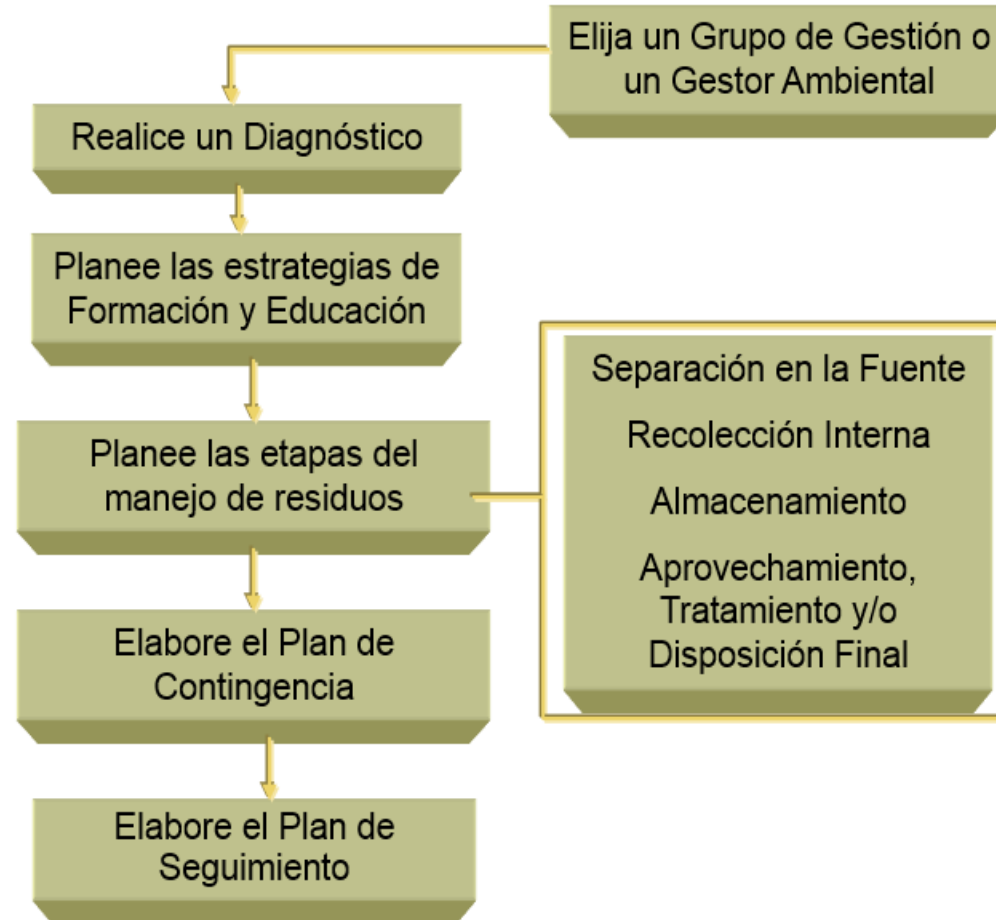 Elija un Grupo de Gestión o
un Gestor Ambiental
Realice un Diagnóstico
Planee las estrategias de
Formación y Educación
Planee las etapas del
manejo de residuos
Separación en la Fuente
Recolección Interna
Almacenamiento
Aprovechamiento,
Tratamiento y/o
Disposición Final
Elabore el Plan de
Contingencia
Elabore el Plan de
Seguimiento